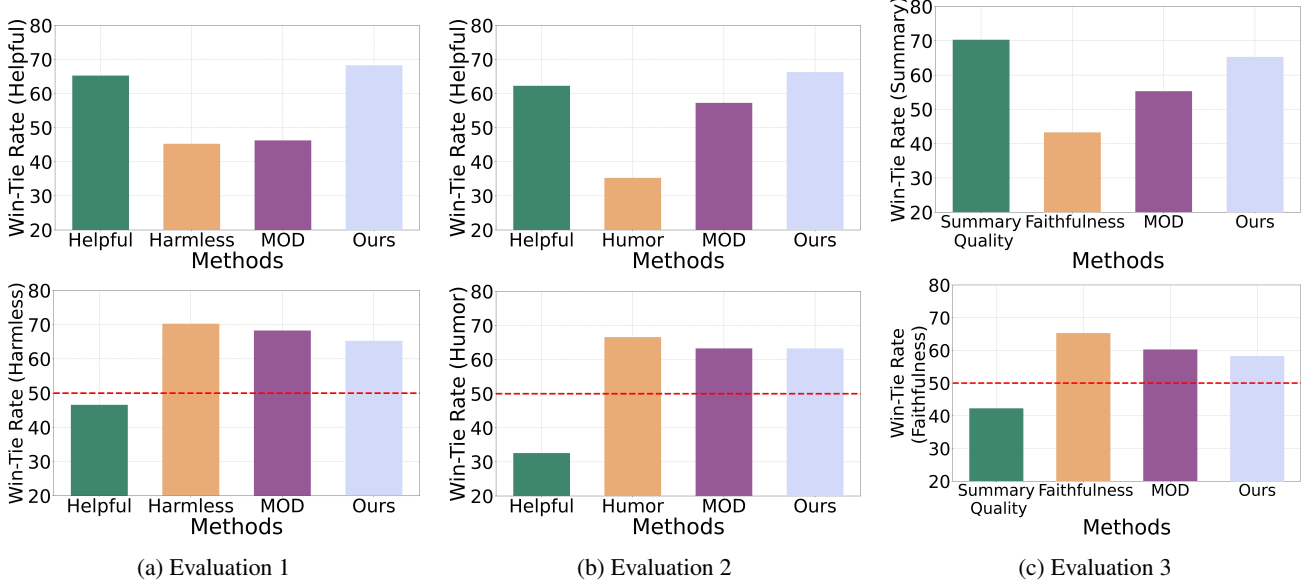 Win-Tie Rate (Helpful)
80
70
60
50
40
30
20
Helpful Harmless MOD Ours
Methods
Win-Tie Rate (Helpful)
80
70
60
50
40
30
20
Helpful Humor MOD Ours
Methods
Win-Tie Rate (Summary)
80
70
60
50
40
30
20
Summary Faithfulness MOD Ours
Quality
Methods
Win-Tie Rate (Harmless)
80
70
60
50
40
30
20
Helpful Harmless MOD Ours
Methods
Win-Tie Rate (Humor)
80
70
60
50
40
30
20
Helpful Humor MOD Ours
Methods
Win-Tie Rate
(Faithfulness)
80
70
60
50
40
30
20
Summary Faithfulness MOD Ours
Quality
Methods
(a) Evaluation 1
(b) Evaluation 2
(c) Evaluation 3